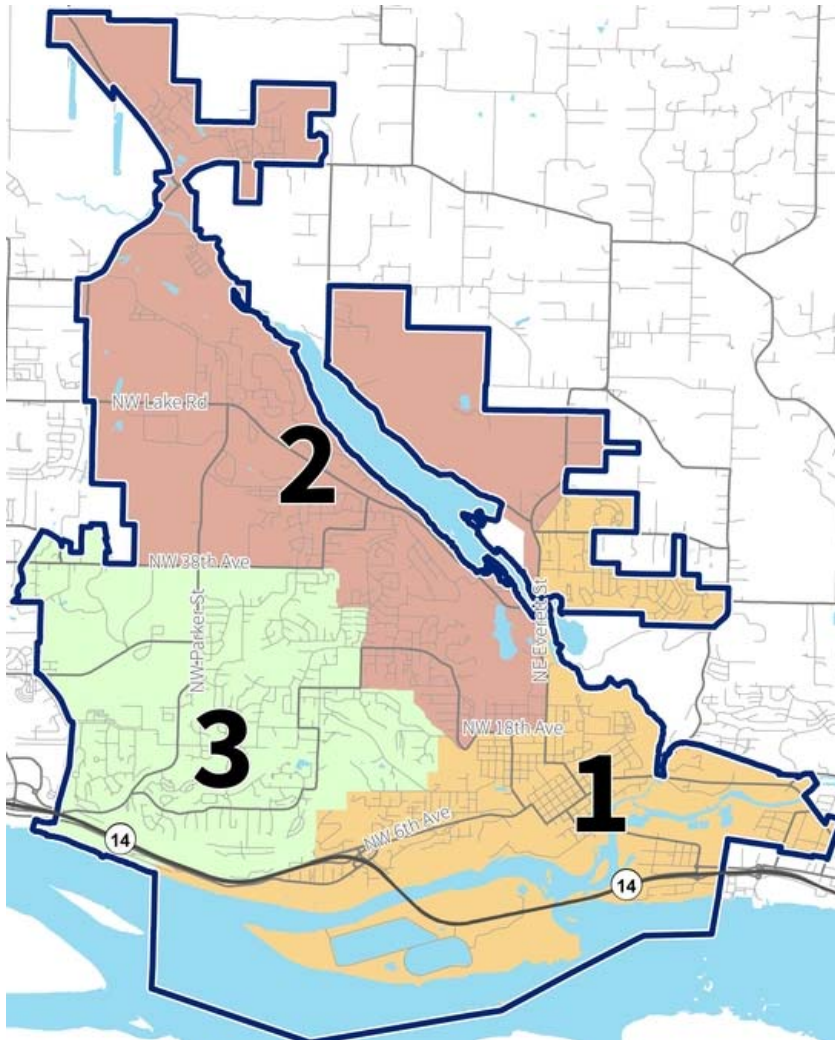 NW Lake Rd
2
NW 38th Ave
NW Parker St
NE Everett St
3
NW 18th Ave
1
NW 6th Ave
14
14